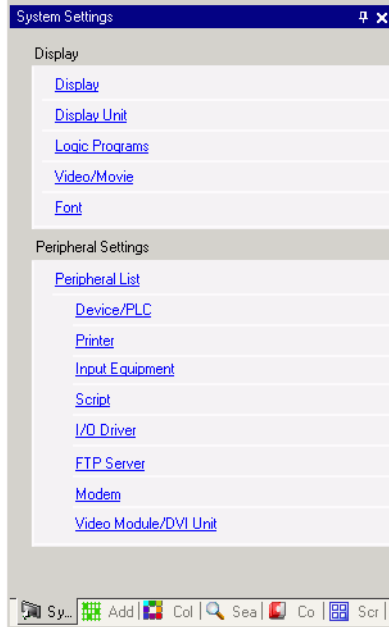 System Settings
Display
Display
Display Unit
Logic Programs
Video/Movie
Font
Peripheral Settings
Peripheral List
Device/PLC
Printer
Input Equipment
Script
I/O Driver
FTP Server
Modem
Video Module/DVI Unit
Sy... Add Col Sea Co Scr